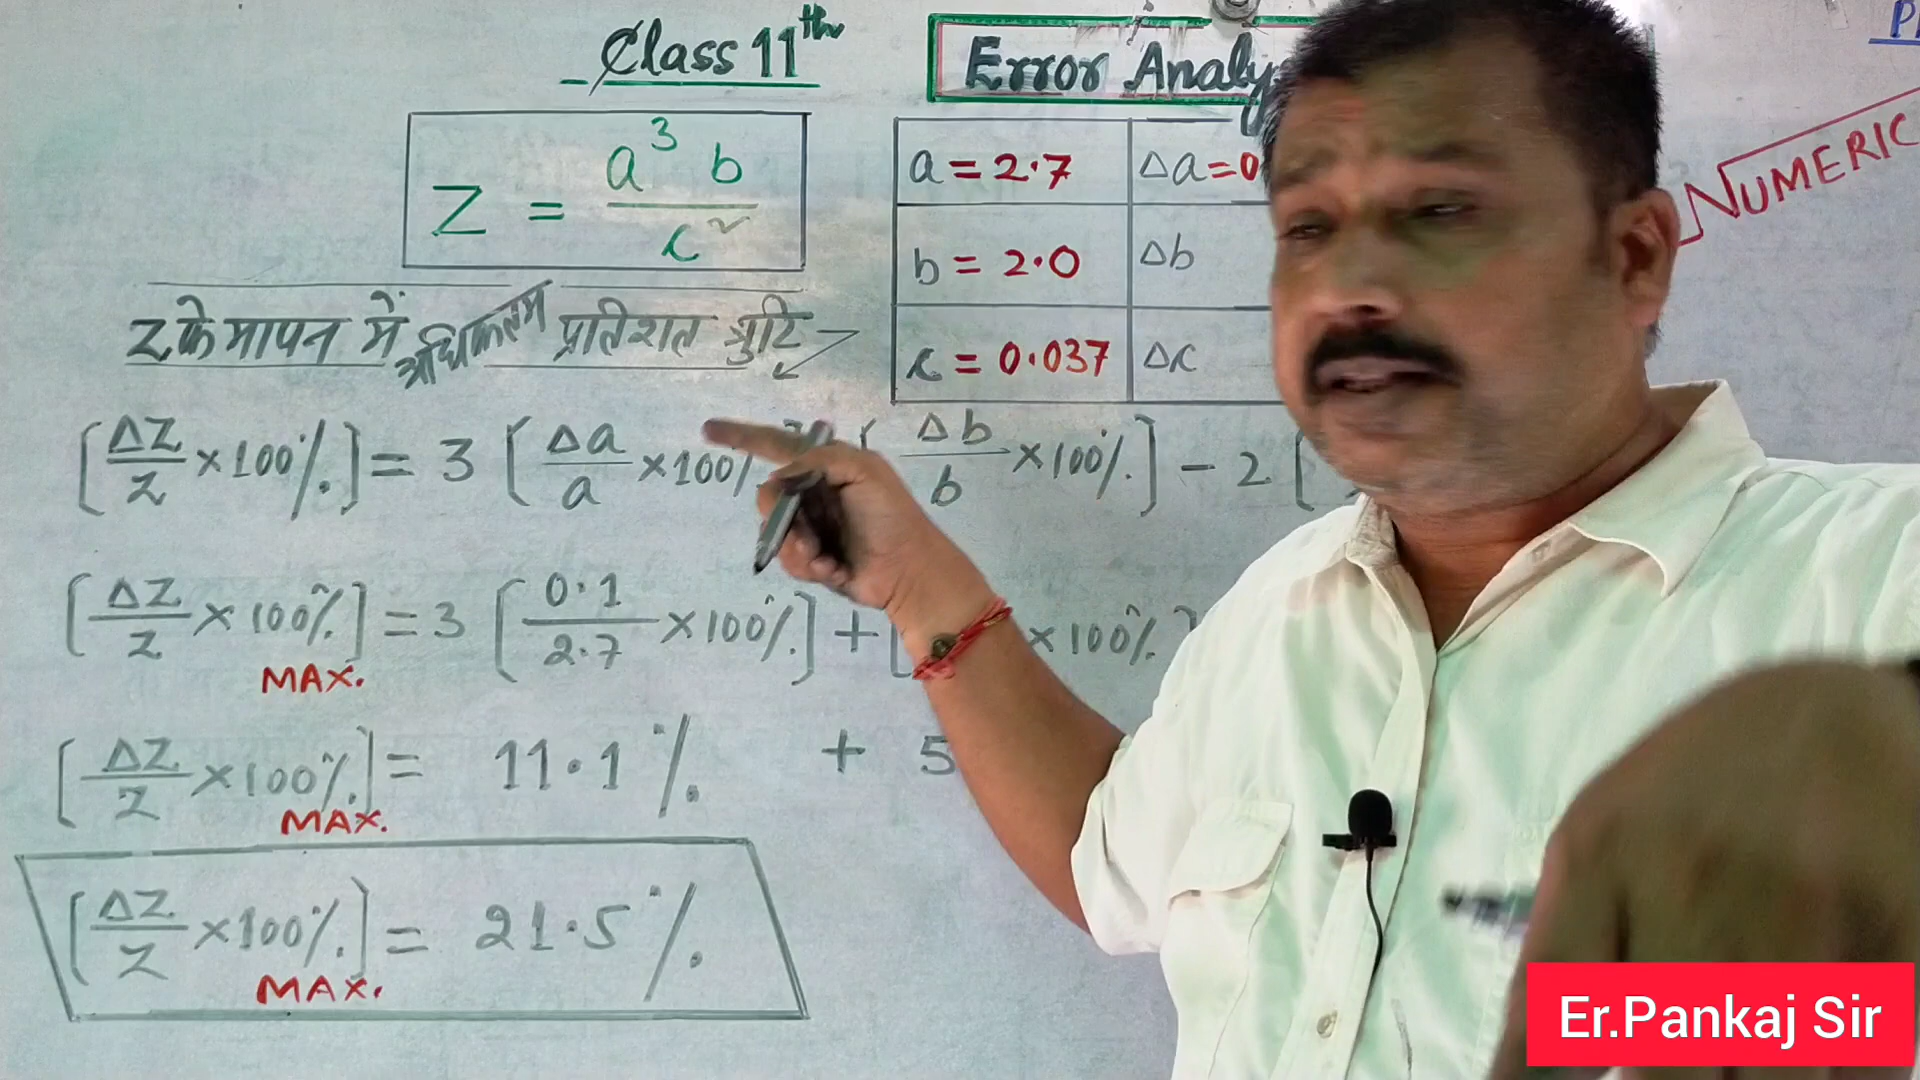 Class 11th
Error Analy
NUMERIC
Z = a³ b / c²
a = 2.7
Δa = 0
b = 2.0
Δb
c = 0.037
Δc
Z के मापन में अधिकतम प्रतिशत त्रुटि
[ΔZ/Z × 100%] = 3 [Δa/a × 100% Δb/b × 100%] - 2 [
[ΔZ/Z × 100%] MAX. = 3 [0.1/2.7 × 100%] + [ × 100%]
[ΔZ/Z × 100%] MAX. = 11.1 % + 5
[ΔZ/Z × 100%] MAX. = 21.5 %
Er.Pankaj Sir